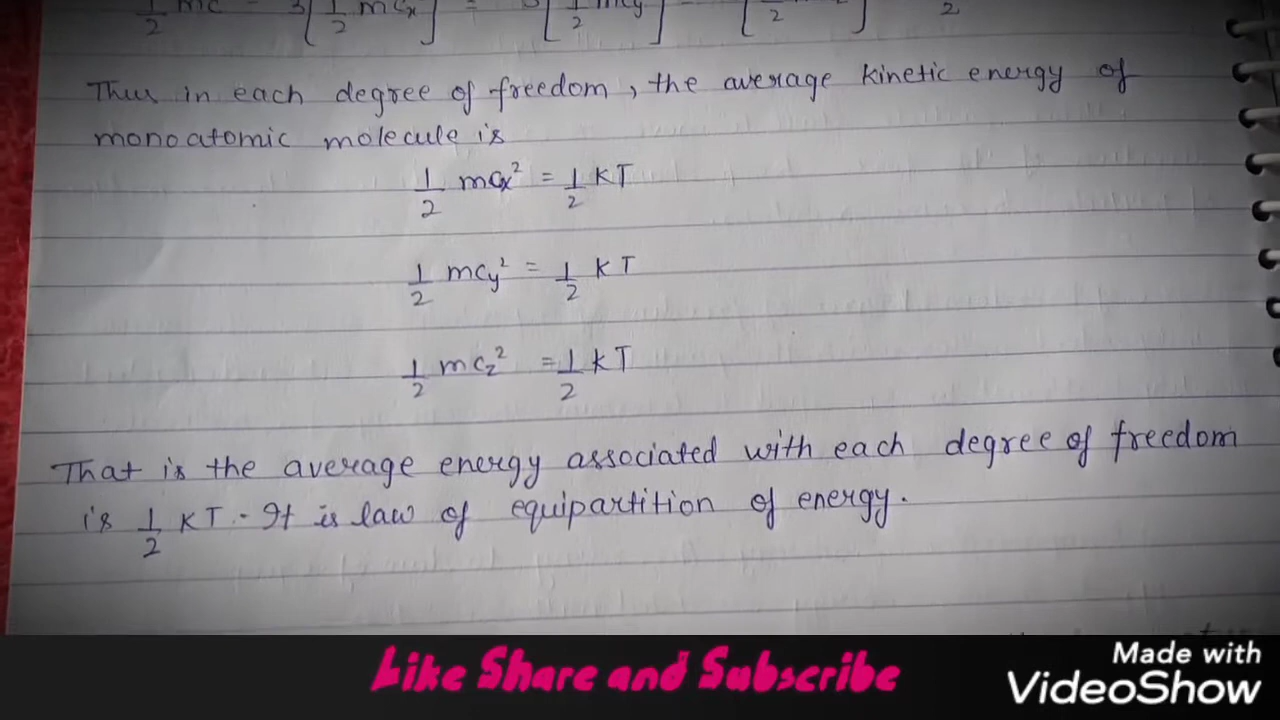 Thus in each degree of freedom, the average kinetic energy of
monoatomic molecule is
1/2 mcx² = 1/2 KT
1/2 mcy² = 1/2 KT
1/2 mcz² = 1/2 KT
That is the average energy associated with each degree of freedom
is 1/2 KT. It is law of equipartition of energy.
Like Share and Subscribe
Made with
VideoShow